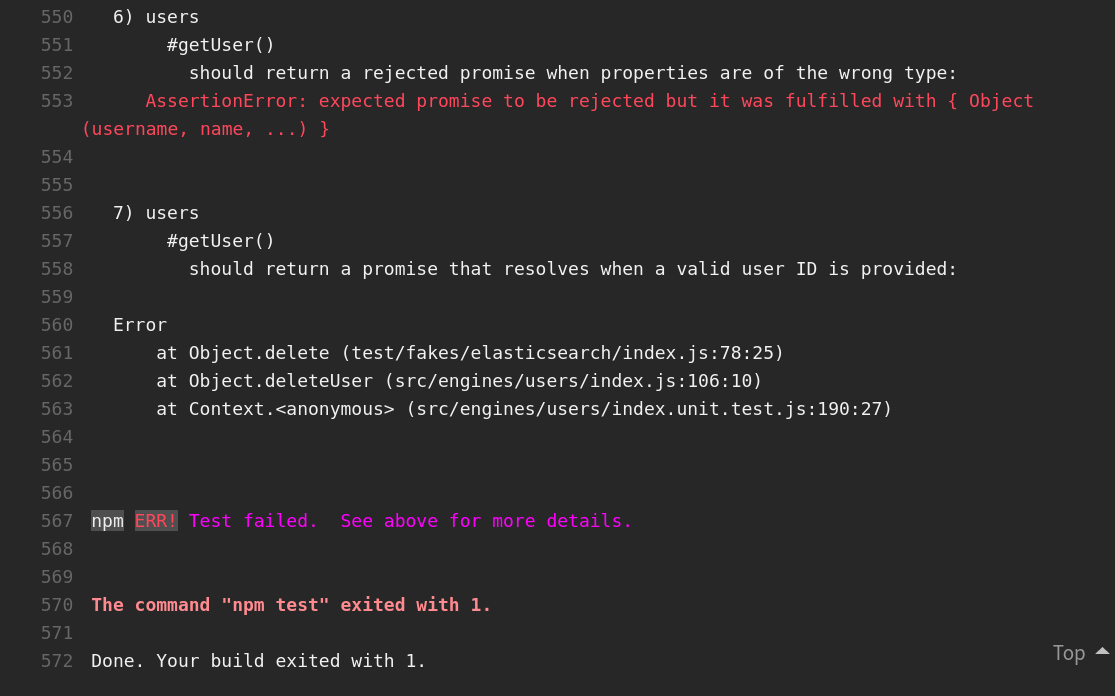 550 6) users
551 #getUser()
552 should return a rejected promise when properties are of the wrong type:
553 AssertionError: expected promise to be rejected but it was fulfilled with { Object
(username, name, ...) }
554
555
556 7) users
557 #getUser()
558 should return a promise that resolves when a valid user ID is provided:
559
560 Error
561 at Object.delete (test/fakes/elasticsearch/index.js:78:25)
562 at Object.deleteUser (src/engines/users/index.js:106:10)
563 at Context.<anonymous> (src/engines/users/index.unit.test.js:190:27)
564
565
566
567 npm ERR! Test failed.  See above for more details.
568
569
570 The command "npm test" exited with 1.
571
572 Done. Your build exited with 1.
Top